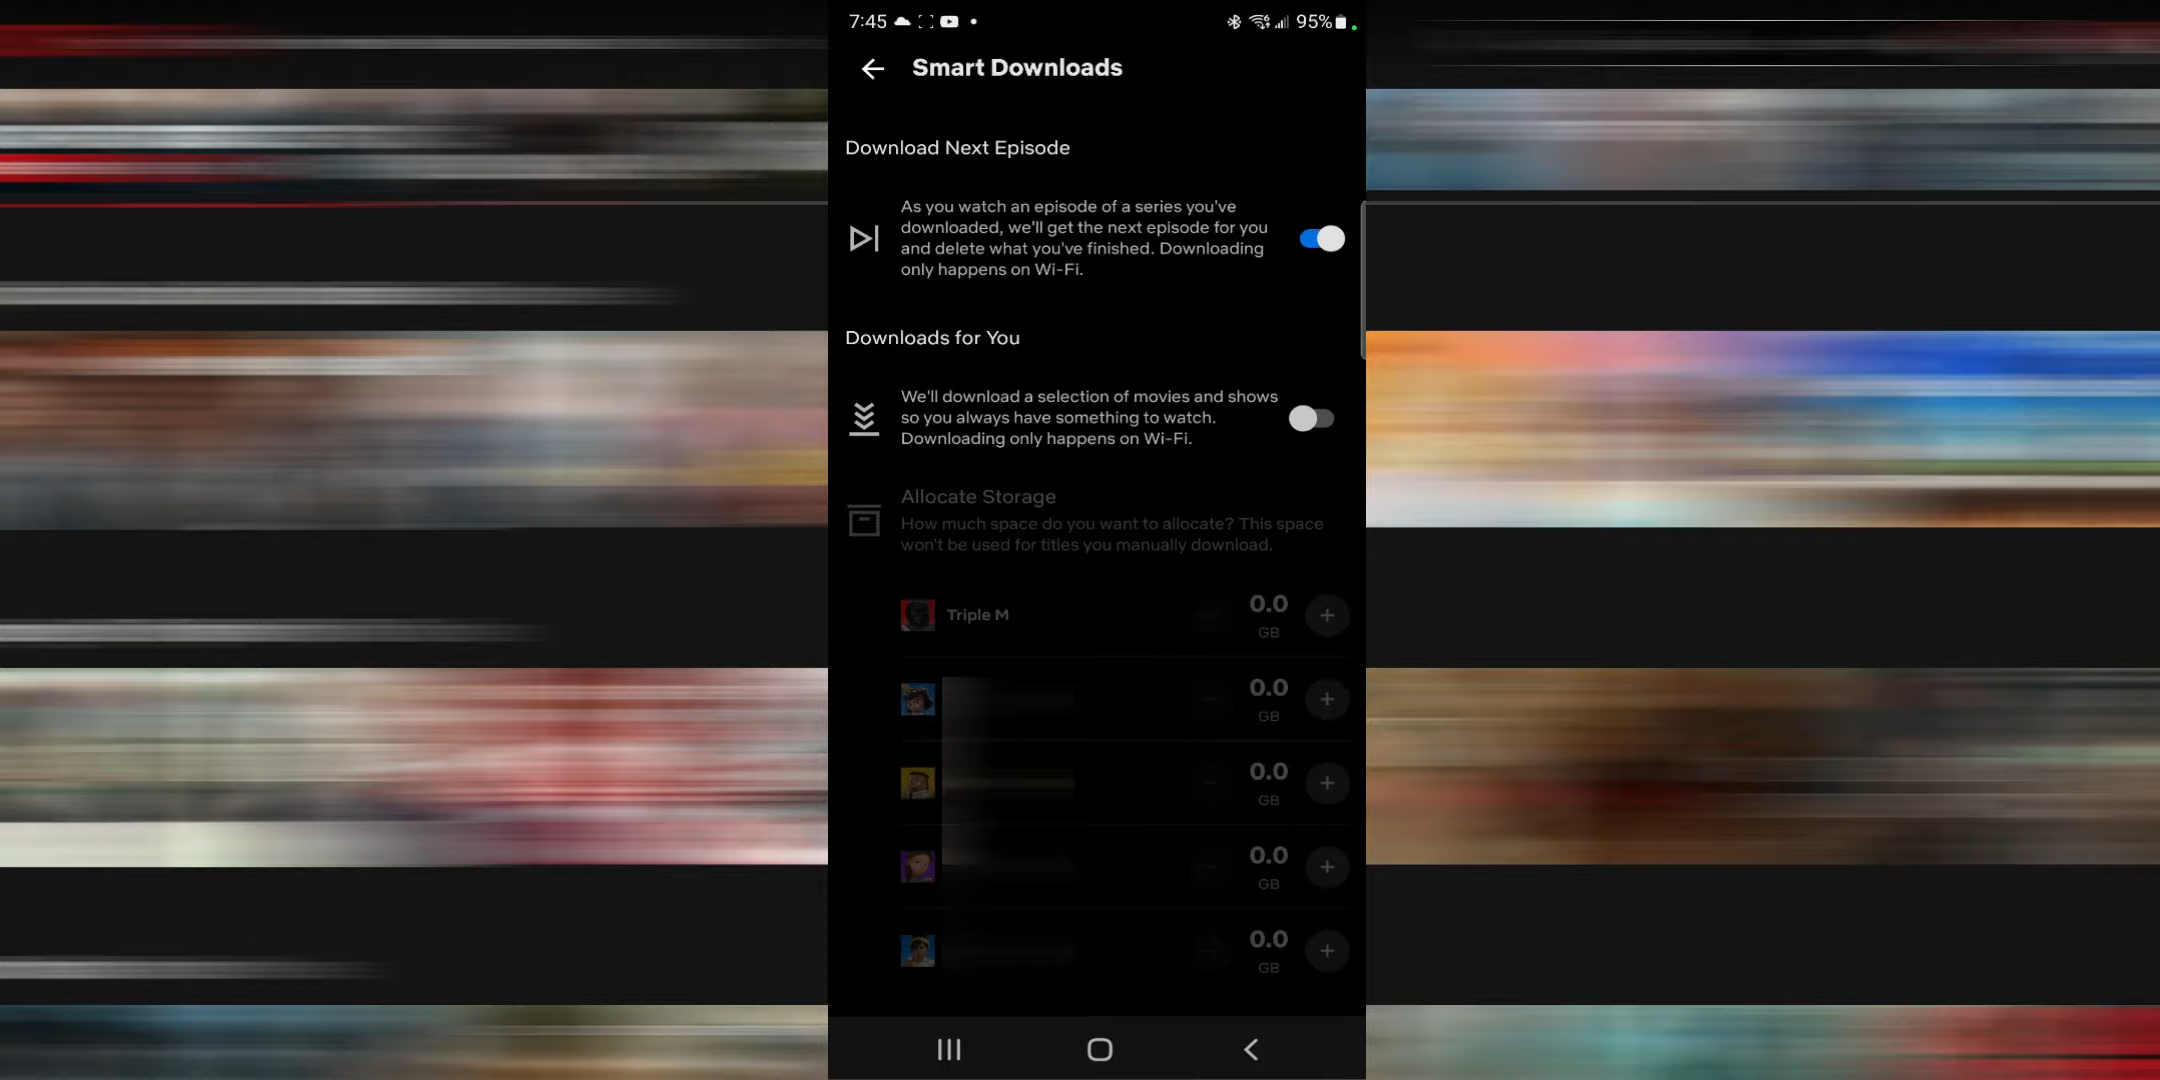 7:45
95%
Smart Downloads
Download Next Episode
As you watch an episode of a series you've
downloaded, we'll get the next episode for you
and delete what you've finished. Downloading
only happens on Wi-Fi.
Downloads for You
We'll download a selection of movies and shows
so you always have something to watch.
Downloading only happens on Wi-Fi.
Allocate Storage
How much space do you want to allocate? This space
won't be used for titles you manually download.
Triple M
0.0
GB
0.0
GB
0.0
GB
0.0
GB
0.0
GB